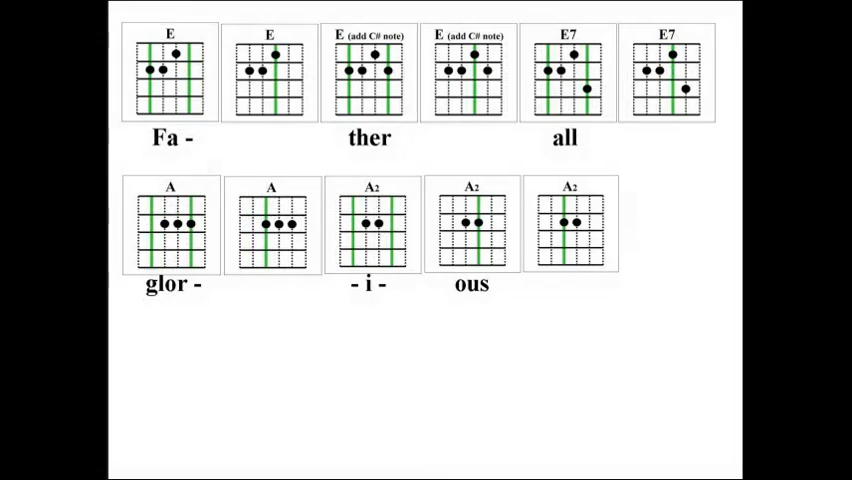 E E E (add C# note) E (add C# note) E7 E7
Fa - ther all
A A A2 A2 A2
glor - - i - ous